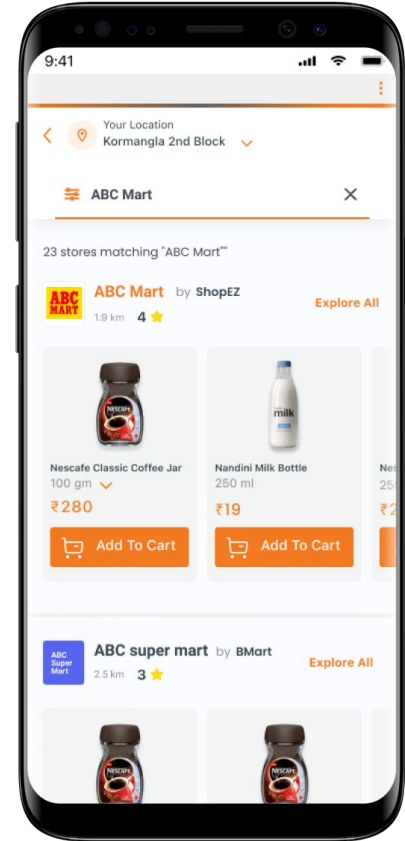 9:41
Your Location
Kormangla 2nd Block
ABC Mart
23 stores matching "ABC Mart""
ABC MART
ABC Mart by ShopEZ
Explore All
1.9 km 4
NESCAFE
milk
Nescafe Classic Coffee Jar
Nandini Milk Bottle
100 gm
250 ml
₹280
₹19
Add To Cart
Add To Cart
ABC
Super
Mart
ABC super mart by BMart
Explore All
2.5 km 3
NESCAFE
NESCAFE